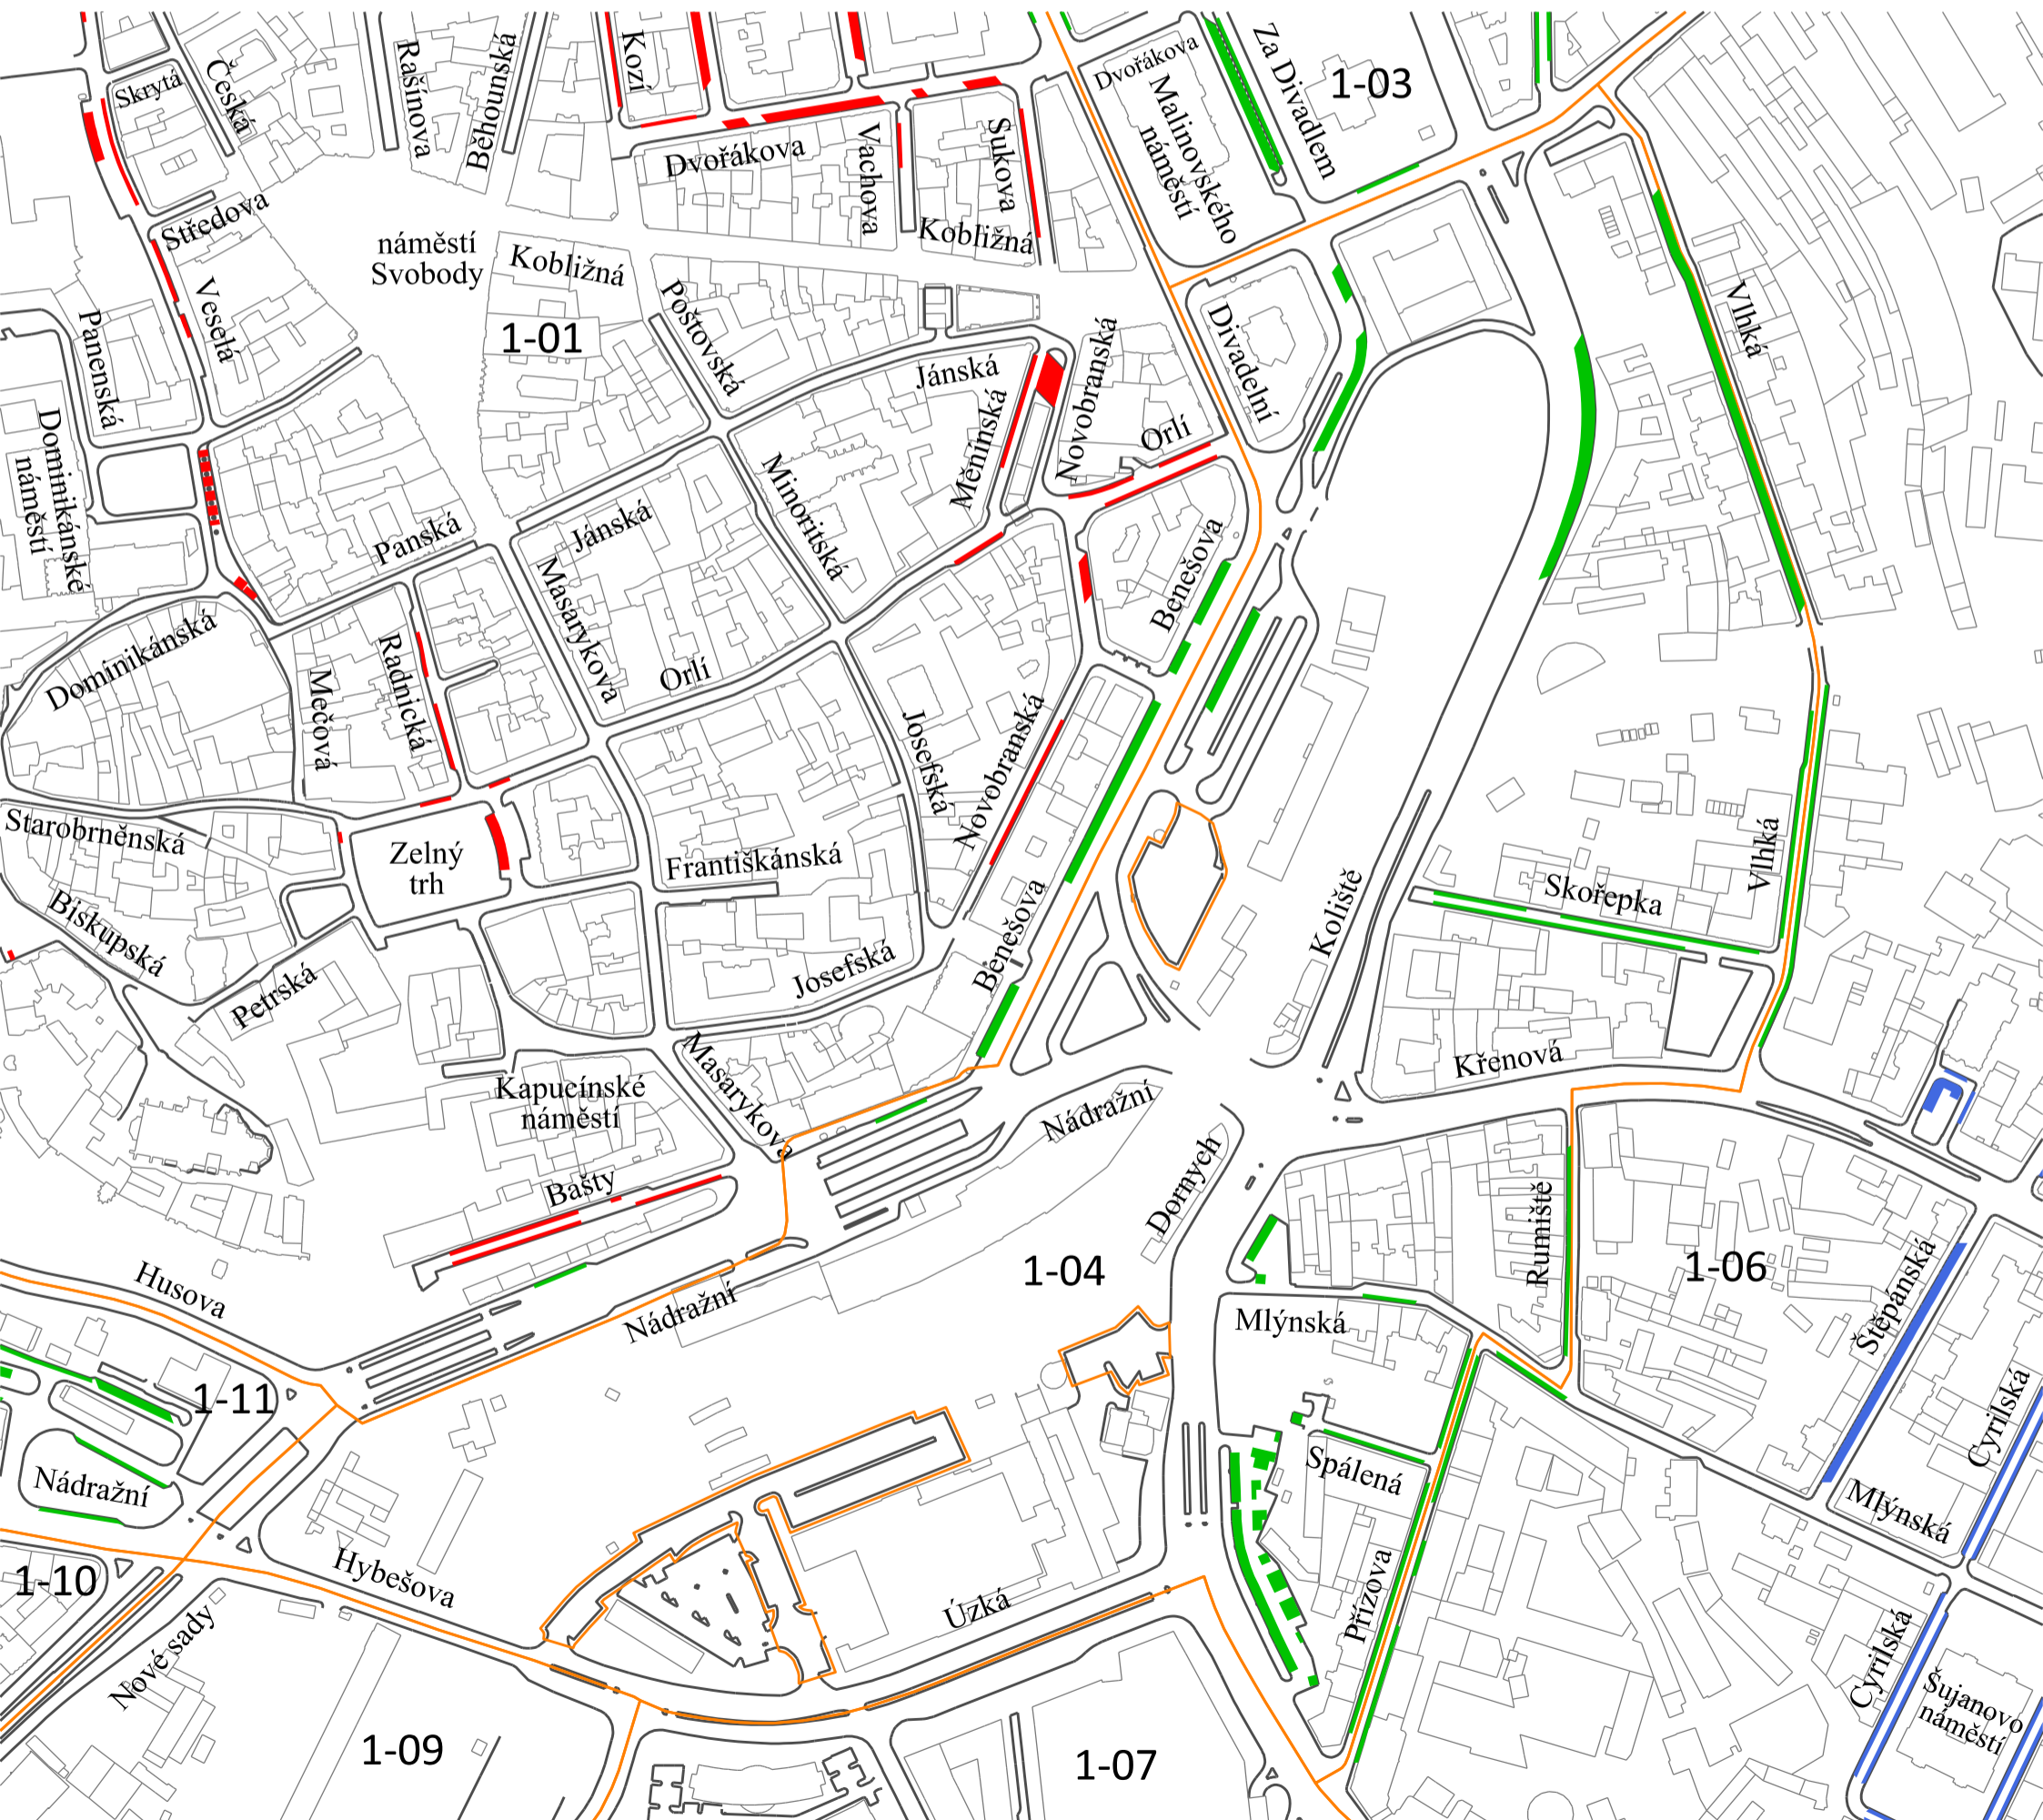 Skrytá
Česká
Rašínova
Běhounská
Kozí
Dvořákova
Vachova
Sukova
Kobližná
Dvořákova
Malinovského
náměstí
Za Divadlem
1-03
Středova
Veselá
náměstí
Svobody
Kobližná
1-01
Poštovská
Panenská
Dominikánské
náměstí
Jánská
Měnínská
Novobranská
Orlí
Divadelní
Vlhká
Panská
Jánská
Masarykova
Minoritská
Benešova
Dominikánská
Mečová
Radnická
Orlí
Josefská
Novobranská
Starobrněnská
Zelný
trh
Františkánská
Biskupská
Petrská
Josefská
Benešova
Koliště
Skořepka
Vlhká
Křenová
Kapucínské
náměstí
Masarykova
Nádražní
Dornych
Bašty
1-04
Rumiště
1-06
Štěpánská
Husova
Nádražní
Mlýnská
1-11
Cyrilská
Nádražní
Spálená
Mlýnská
1-10
Hybešova
Úzká
Přízova
Nové sady
Cyrilská
Šujanovo
náměstí
1-09
1-07